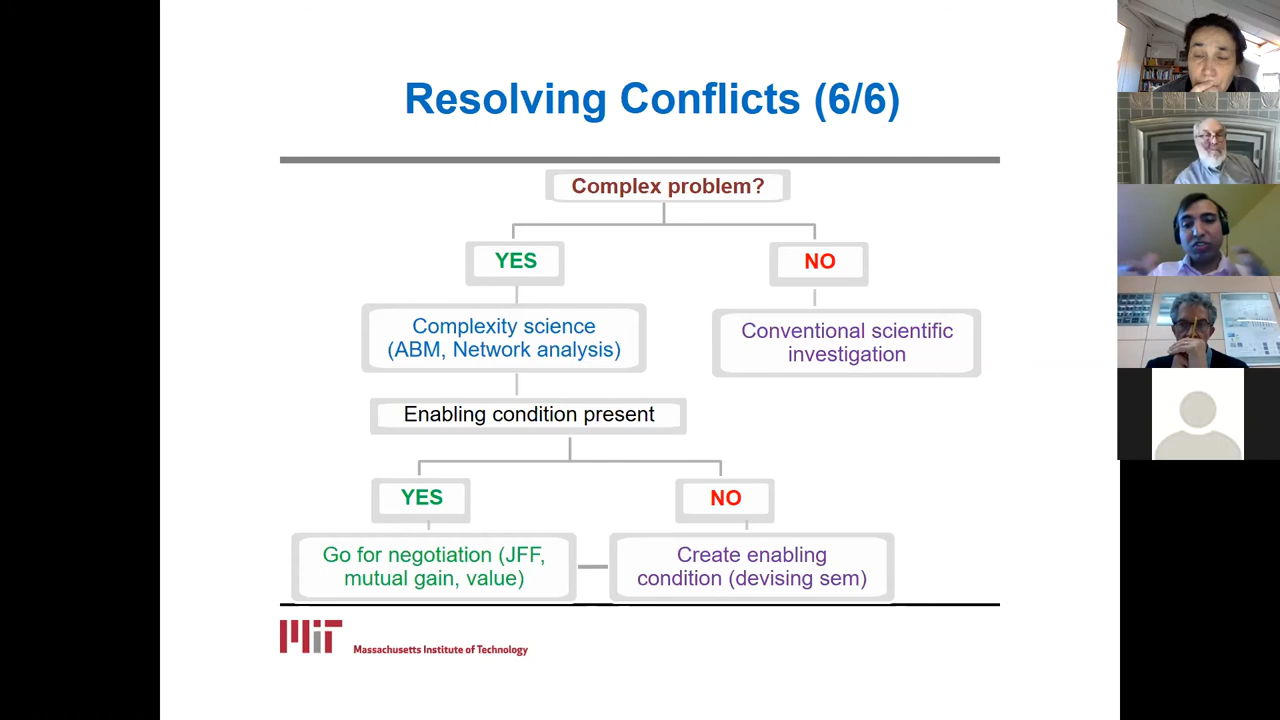 Resolving Conflicts (6/6)
Complex problem?
YES
NO
Complexity science
(ABM, Network analysis)
Conventional scientific
investigation
Enabling condition present
YES
NO
Go for negotiation (JFF,
mutual gain, value)
Create enabling
condition (devising sem)
MIT
Massachusetts Institute of Technology